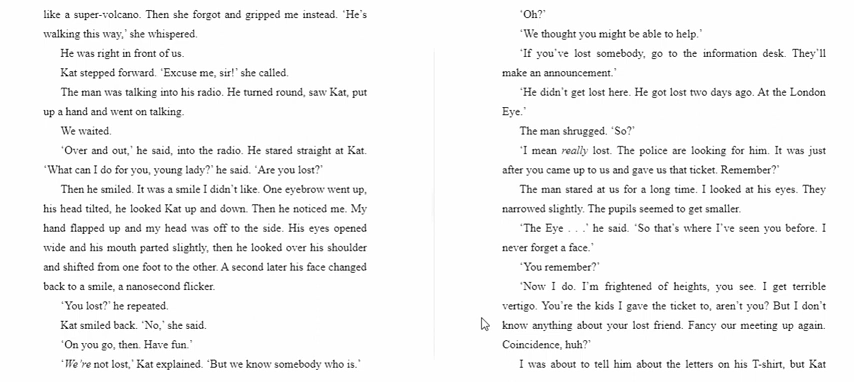 like a super-volcano. Then she forgot and gripped me instead. ‘He’s
walking this way,’ she whispered.
He was right in front of us.
Kat stepped forward. ‘Excuse me, sir!’ she called.
The man was talking into his radio. He turned round, saw Kat, put
up a hand and went on talking.
We waited.
‘Over and out,’ he said, into the radio. He stared straight at Kat.
‘What can I do for you, young lady?’ he said. ‘Are you lost?’
Then he smiled. It was a smile I didn’t like. One eyebrow went up,
his head tilted, he looked Kat up and down. Then he noticed me. My
hand flapped up and my head was off to the side. His eyes opened
wide and his mouth parted slightly, then he looked over his shoulder
and shifted from one foot to the other. A second later his face changed
back to a smile, a nanosecond flicker.
‘You lost?’ he repeated.
Kat smiled back. ‘No,’ she said.
‘On you go, then. Have fun.’
‘We’re not lost,’ Kat explained. ‘But we know somebody who is.’
‘Oh?’
‘We thought you might be able to help.’
‘If you’ve lost somebody, go to the information desk. They’ll
make an announcement.’
‘He didn’t get lost here. He got lost two days ago. At the London
Eye.’
The man shrugged. ‘So?’
‘I mean really lost. The police are looking for him. It was just
after you came up to us and gave us that ticket. Remember?’
The man stared at us for a long time. I looked at his eyes. They
narrowed slightly. The pupils seemed to get smaller.
‘The Eye . . .’ he said. ‘So that’s where I’ve seen you before. I
never forget a face.’
‘You remember?’
‘Now I do. I’m frightened of heights, you see. I get terrible
vertigo. You’re the kids I gave the ticket to, aren’t you? But I don’t
know anything about your lost friend. Fancy our meeting up again.
Coincidence, huh?’
I was about to tell him about the letters on his T-shirt, but Kat